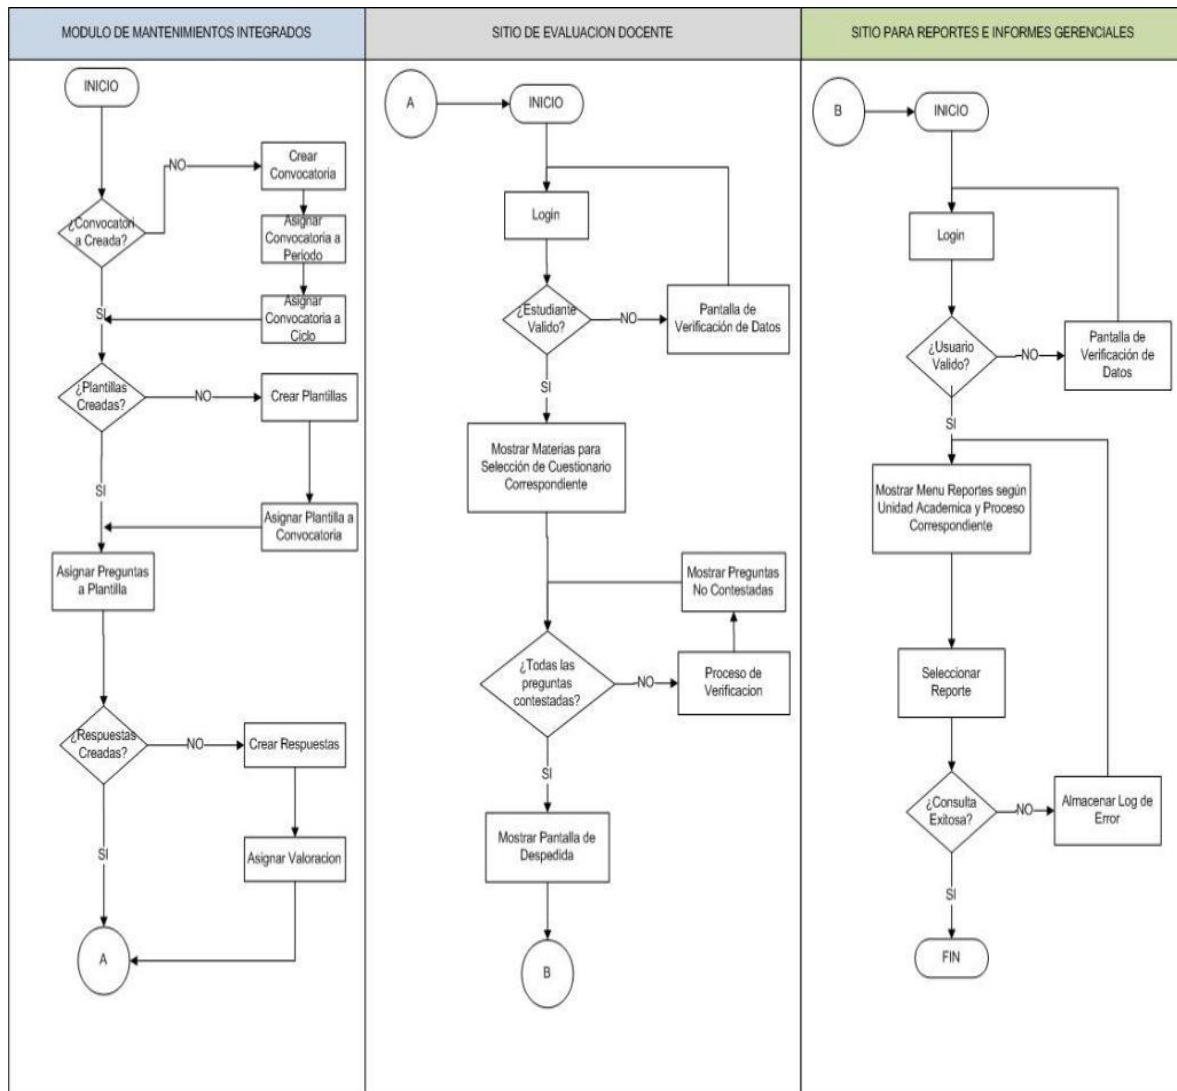 MODULO DE MANTENIMIENTOS INTEGRADOS
INICIO
¿Convocatori
a Creada?
NO
Crear
Convocatoria
Asignar
Convocatoria a
Periodo
Asignar
Convocatoria a
Ciclo
SI
¿Plantillas
Creadas?
NO
Crear Plantillas
SI
Asignar Plantilla a
Convocatoria
Asignar Preguntas
a Plantilla
¿Respuestas
Creadas?
NO
Crear Respuestas
SI
Asignar Valoracion
A
SITIO DE EVALUACION DOCENTE
A
INICIO
Login
¿Estudiante
Valido?
NO
Pantalla de
Verificación de Datos
SI
Mostrar Materias para
Selección de Cuestionario
Correspondiente
Mostrar Preguntas
No Contestadas
¿Todas las
preguntas
contestadas?
NO
Proceso de
Verificacion
SI
Mostrar Pantalla de
Despedida
B
SITIO PARA REPORTES E INFORMES GERENCIALES
B
INICIO
Login
¿Usuario
Valido?
NO
Pantalla de
Verificación de
Datos
SI
Mostrar Menu Reportes según
Unidad Academica y Proceso
Correspondiente
Seleccionar
Reporte
¿Consulta
Exitosa?
NO
Almacenar Log de
Error
SI
FIN